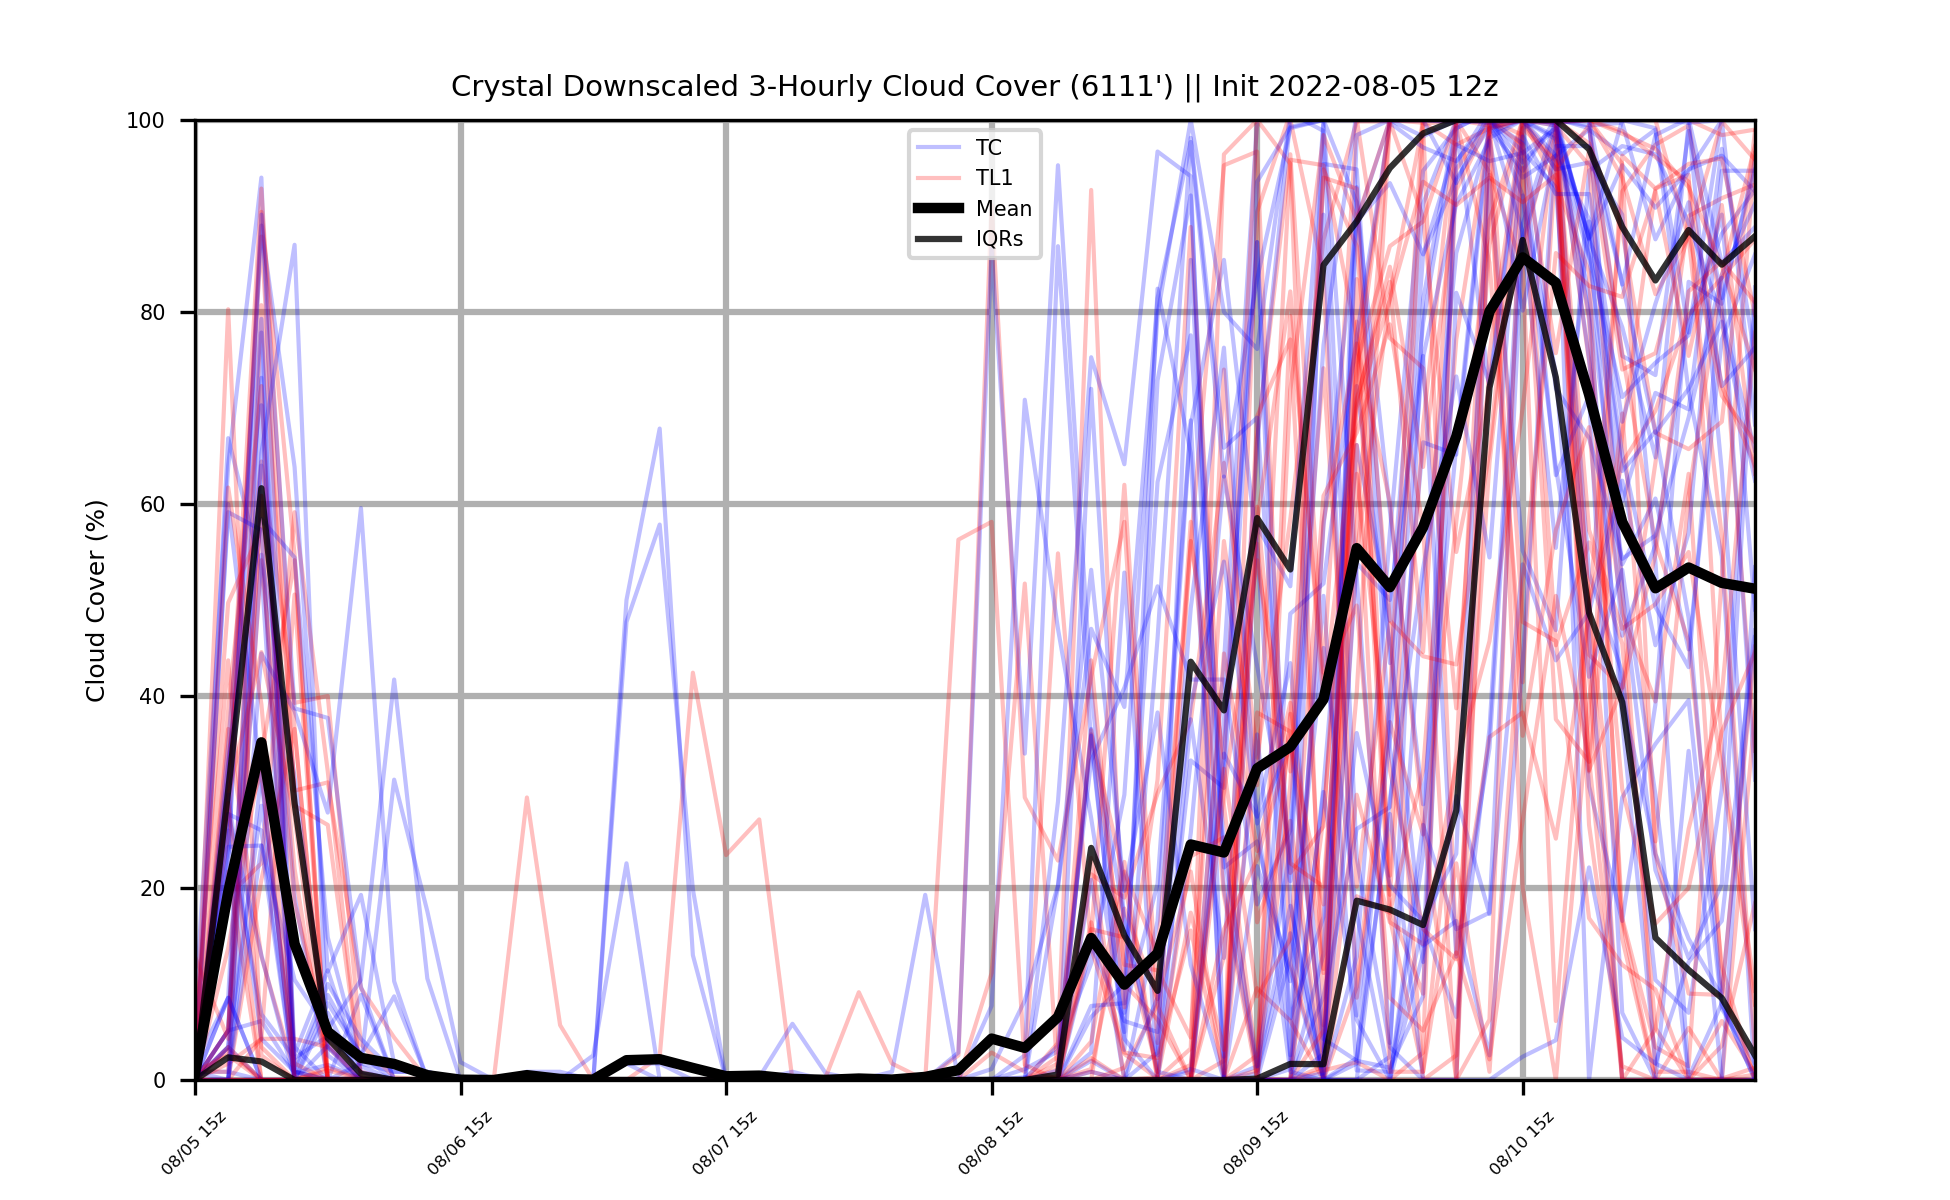 Crystal Downscaled 3-Hourly Cloud Cover (6111') || Init 2022-08-05 12z
TC
TL1
Mean
IQRs
Cloud Cover (%)
100
80
60
40
20
0
08/05 15z
08/06 15z
08/07 15z
08/08 15z
08/09 15z
08/10 15z